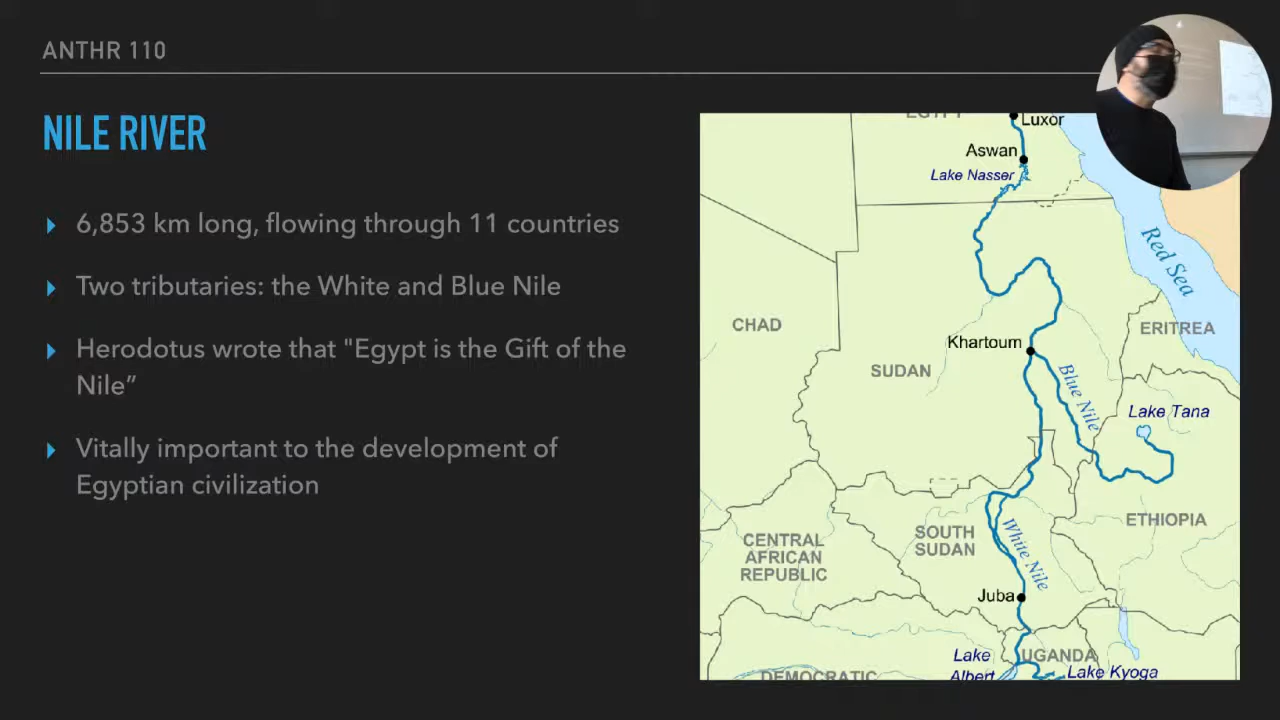 ANTHR 110
NILE RIVER
6,853 km long, flowing through 11 countries
Two tributaries: the White and Blue Nile
Herodotus wrote that "Egypt is the Gift of the
Nile”
Vitally important to the development of
Egyptian civilization
EGYPT
Luxor
Aswan
Lake Nasser
Red Sea
CHAD
ERITREA
Khartoum
SUDAN
Blue Nile
Lake Tana
ETHIOPIA
SOUTH
SUDAN
CENTRAL
AFRICAN
REPUBLIC
White Nile
Juba
Lake
Albert
UGANDA
Lake Kyoga
DEMOCRATIC